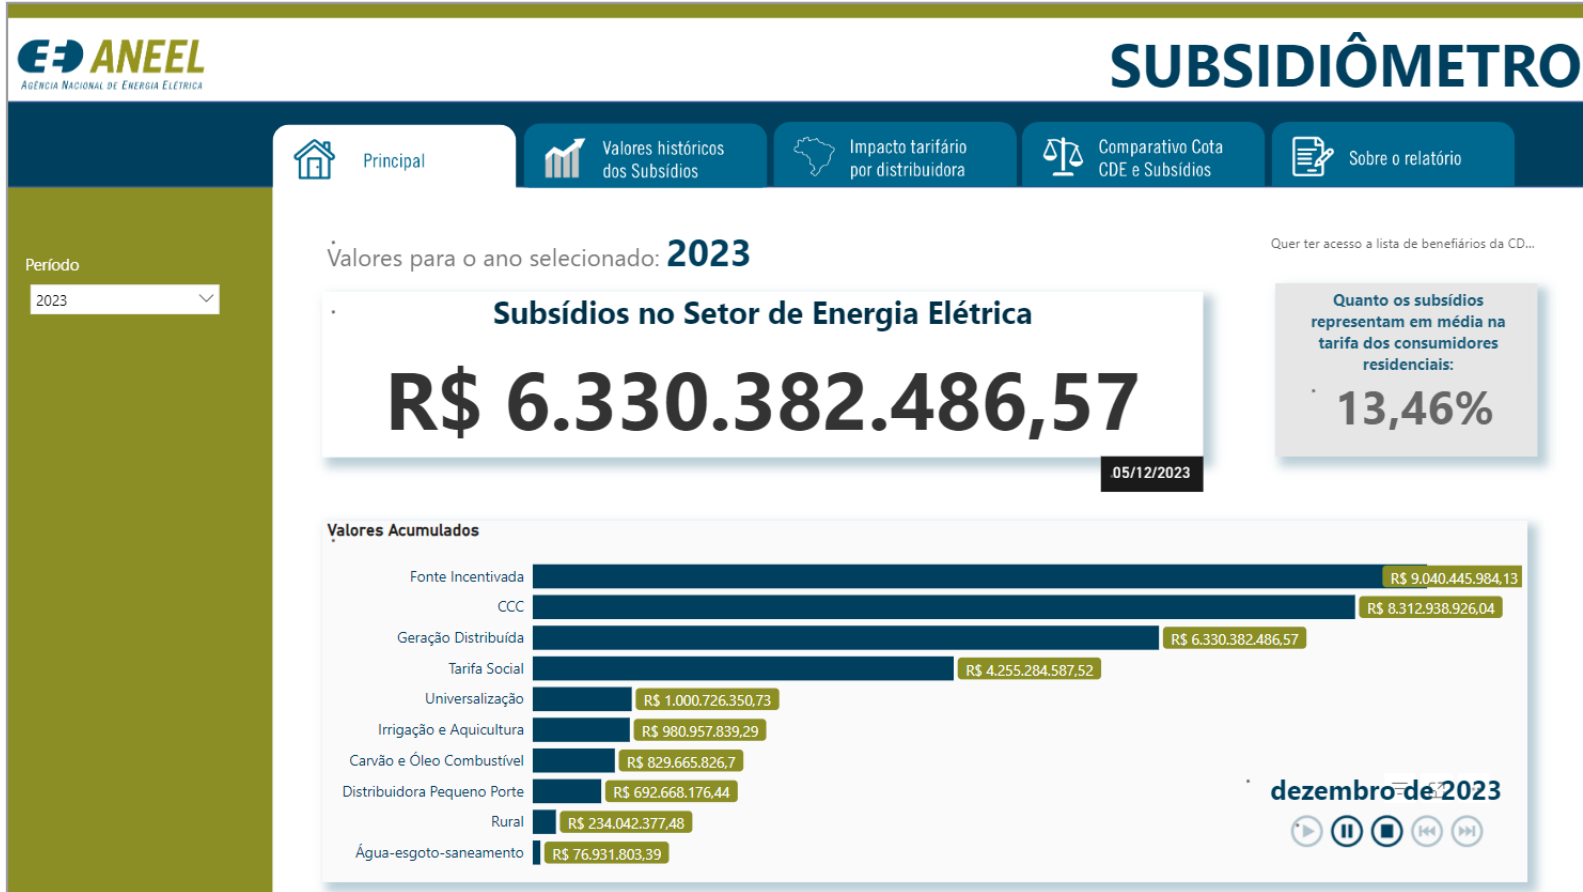 ANEEL
AGÊNCIA NACIONAL DE ENERGIA ELÉTRICA
SUBSIDIÔMETRO
Principal
Valores históricos
dos Subsídios
Impacto tarifário
por distribuidora
Comparativo Cota
CDE e Subsídios
Sobre o relatório
Período
2023
Valores para o ano selecionado: 2023
Quer ter acesso a lista de benefiários da CD...
Subsídios no Setor de Energia Elétrica
R$ 6.330.382.486,57
05/12/2023
Quanto os subsídios
representam em média na
tarifa dos consumidores
residenciais:
13,46%
Valores Acumulados
Fonte Incentivada R$ 9.040.445.984,13
CCC R$ 8.312.938.926,04
Geração Distribuída R$ 6.330.382.486,57
Tarifa Social R$ 4.255.284.587,52
Universalização R$ 1.000.726.350,73
Irrigação e Aquicultura R$ 980.957.839,29
Carvão e Óleo Combustível R$ 829.665.826,7
Distribuidora Pequeno Porte R$ 692.668.176,44
Rural R$ 234.042.377,48
Água-esgoto-saneamento R$ 76.931.803,39
dezembro de 2023